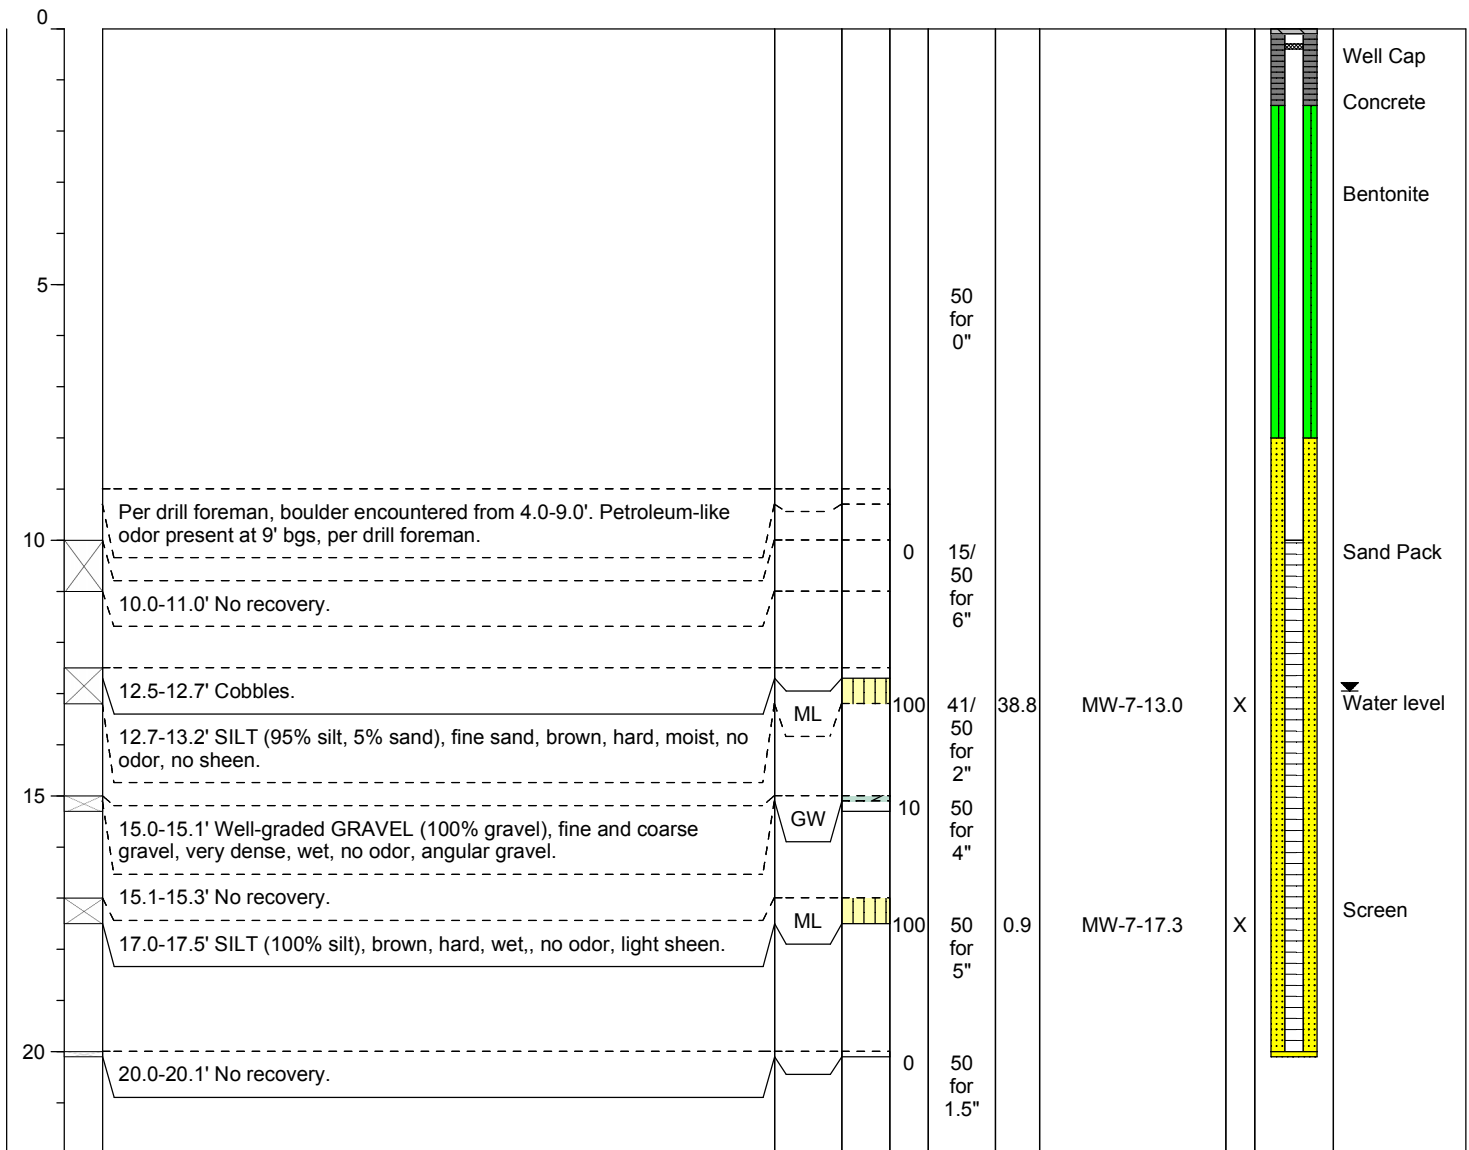 0
Well Cap
Concrete
Bentonite
5
50
for
0"
Per drill foreman, boulder encountered from 4.0-9.0'. Petroleum-like
odor present at 9' bgs, per drill foreman.
10
0
15/
50
for
6"
Sand Pack
10.0-11.0' No recovery.
12.5-12.7' Cobbles.
ML
100
41/
50
for
2"
38.8
MW-7-13.0
X
Water level
12.7-13.2' SILT (95% silt, 5% sand), fine sand, brown, hard, moist, no
odor, no sheen.
15
10
50
for
4"
GW
15.0-15.1' Well-graded GRAVEL (100% gravel), fine and coarse
gravel, very dense, wet, no odor, angular gravel.
15.1-15.3' No recovery.
ML
100
50
for
5"
0.9
MW-7-17.3
X
Screen
17.0-17.5' SILT (100% silt), brown, hard, wet,, no odor, light sheen.
20
0
50
for
1.5"
20.0-20.1' No recovery.